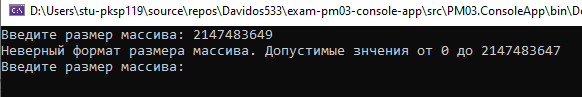 D:\Users\stu-pksp119\source\repos\Davidos533\exam-pm03-console-app\src\PM03.ConsoleApp\bin\De
Введите размер массива: 2147483649
Неверный формат размера массива. Допустимые знчения от 0 до 2147483647
Введите размер массива: